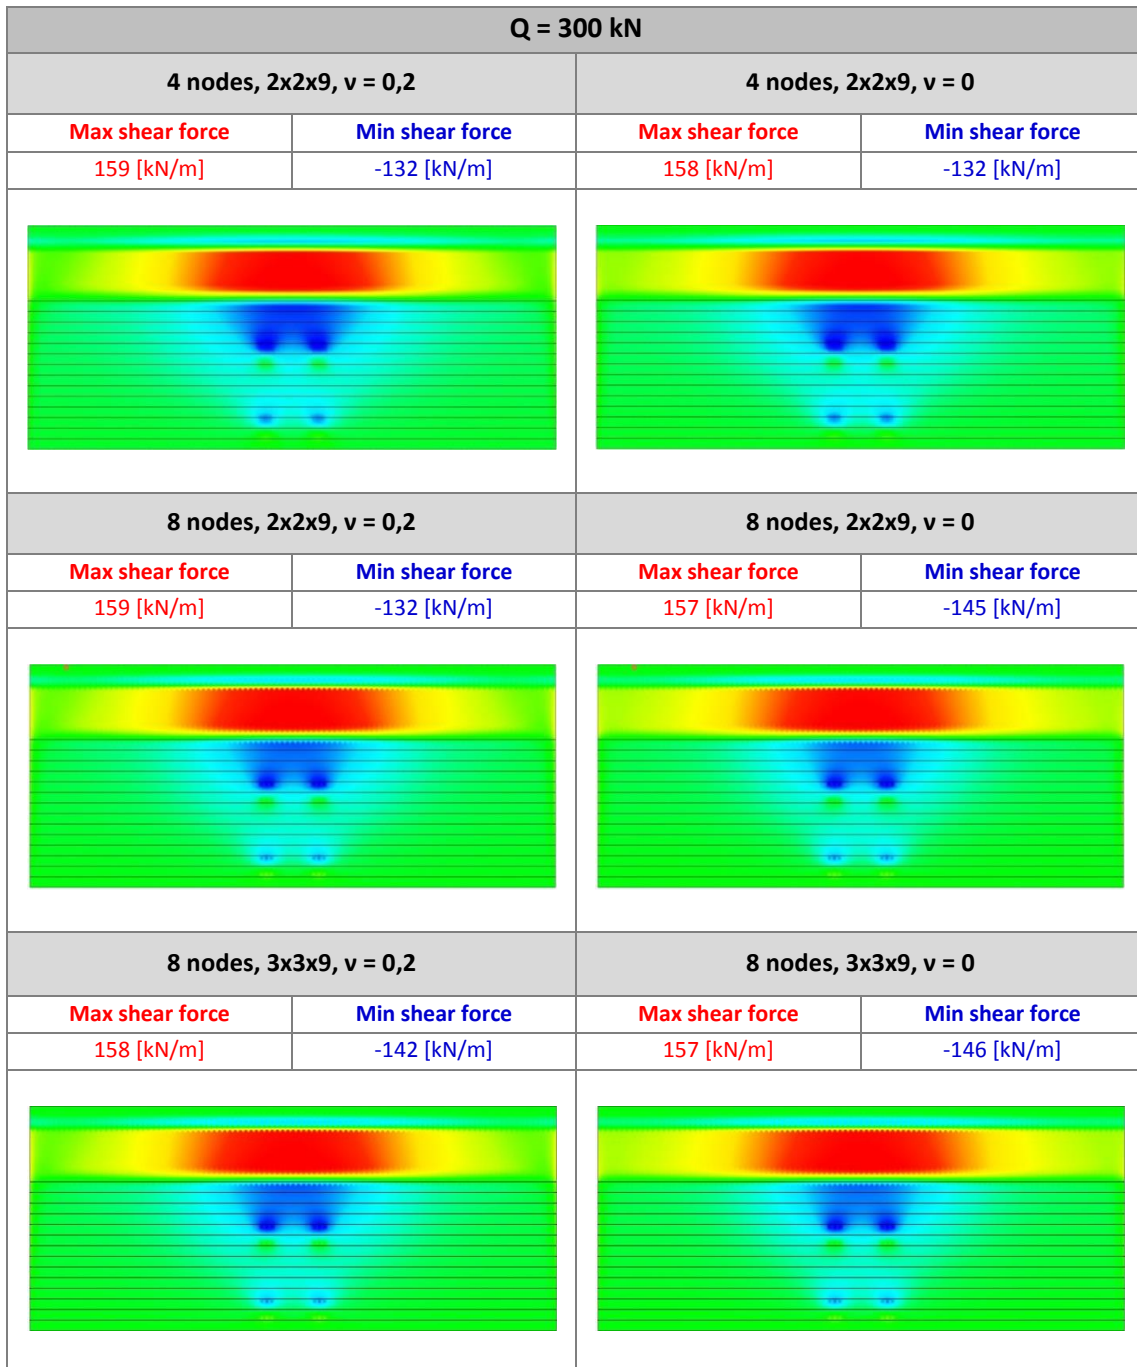 Q = 300 kN
4 nodes, 2x2x9, ν = 0,2 4 nodes, 2x2x9, ν = 0
Max shear force Min shear force Max shear force Min shear force
159 [kN/m] -132 [kN/m] 158 [kN/m] -132 [kN/m]
8 nodes, 2x2x9, ν = 0,2 8 nodes, 2x2x9, ν = 0
Max shear force Min shear force Max shear force Min shear force
159 [kN/m] -132 [kN/m] 157 [kN/m] -145 [kN/m]
8 nodes, 3x3x9, ν = 0,2 8 nodes, 3x3x9, ν = 0
Max shear force Min shear force Max shear force Min shear force
158 [kN/m] -142 [kN/m] 157 [kN/m] -146 [kN/m]